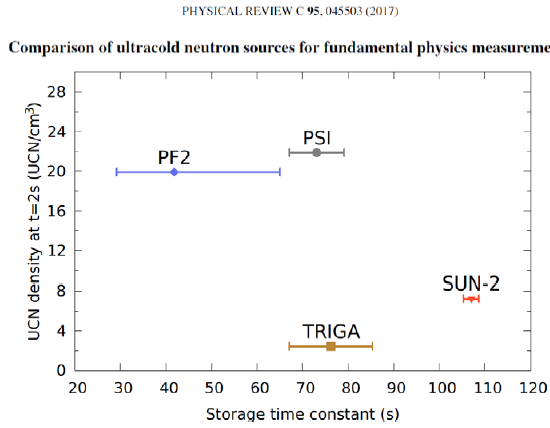 PHYSICAL REVIEW C 95, 045503 (2017)
Comparison of ultracold neutron sources for fundamental physics measureme
UCN density at t=2s (UCN/cm³)
28
24
20
16
12
8
4
0
PF2
PSI
SUN-2
TRIGA
20 30 40 50 60 70 80 90 100 110 120
Storage time constant (s)